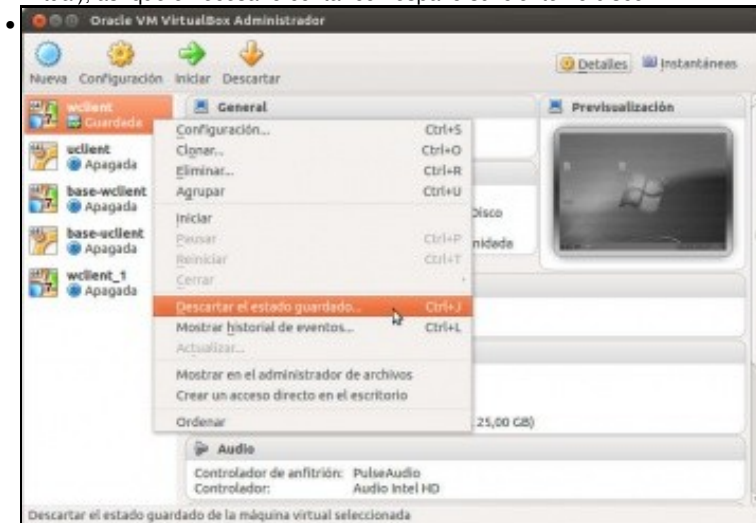 Oracle VM VirtualBox Administrador
Nueva Configuración Iniciar Descartar
Detalles Instantáneas
wclient
Guardada
uclient
Apagada
base-wclient
Apagada
base-uclient
Apagada
wclient_1
Apagada
General
Previsualización
Configuración... Ctrl+S
Clonar... Ctrl+O
Eliminar... Ctrl+R
Agrupar Ctrl+U
Iniciar
Pausar Ctrl+P
Reiniciar Ctrl+T
Cerrar
Descartar el estado guardado... Ctrl+J
Mostrar historial de eventos... Ctrl+L
Actualizar...
Mostrar en el administrador de archivos
Crear un acceso directo en el escritorio
Ordenar
Disco
nidada
25,00 GB)
Audio
Controlador de anfitrión: PulseAudio
Controlador: Audio Intel HD
Descartar el estado guardado de la máquina virtual seleccionada